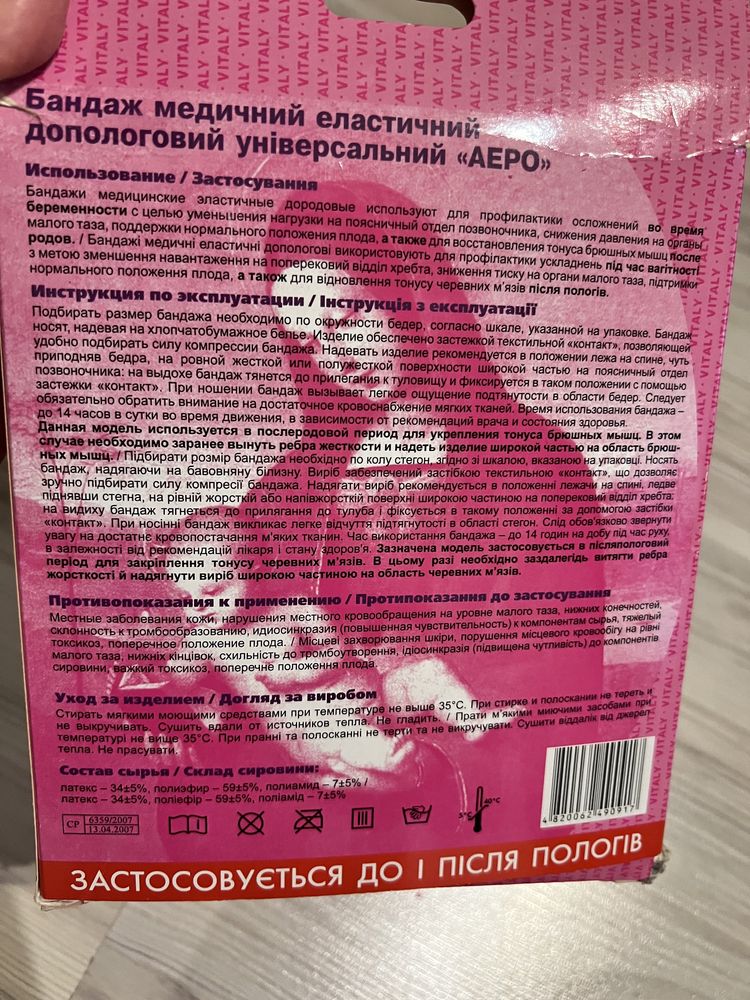 VITALY · VITALY · VITALY · VITALY
Бандаж медичний еластичний
допологовий універсальний «АЕРО»
Использование / Застосування
Бандажи медицинские эластичные дородовые используют для профилактики осложнений во время
беременности с целью уменьшения нагрузки на поясничный отдел позвоночника, снижения давления на органы
малого таза, поддержки нормального положения плода, а также для восстановления тонуса брюшных мышц после
родов. / Бандажі медичні еластичні допологові використовують для профілактики ускладнень під час вагітності
з метою зменшення навантаження на поперековий відділ хребта, зниження тиску на органи малого таза, підтримки
нормального положення плода, а також для відновлення тонусу черевних м'язів після пологів.
Инструкция по эксплуатации / Інструкція з експлуатації
Подбирать размер бандажа необходимо по окружности бедер, согласно шкале, указанной на упаковке. Бандаж
носят, надевая на хлопчатобумажное белье. Изделие обеспечено застежкой текстильной «контакт», позволяющей
удобно подбирать силу компрессии бандажа. Надевать изделие рекомендуется в положении лежа на спине, чуть
приподняв бедра, на ровной жесткой или полужесткой поверхности широкой частью на поясничный отдел
позвоночника: на выдохе бандаж тянется до прилегания к туловищу и фиксируется в таком положении с помощью
застежки «контакт». При ношении бандаж вызывает легкое ощущение подтянутости в области бедер. Следует
обязательно обратить внимание на достаточное кровоснабжение мягких тканей. Время использования бандажа –
до 14 часов в сутки во время движения, в зависимости от рекомендаций врача и состояния здоровья.
Данная модель используется в послеродовой период для укрепления тонуса брюшных мышц. В этом
случае необходимо заранее вынуть ребра жесткости и надеть изделие широкой частью на область брюш-
ных мышц. / Підбирати розмір бандажа необхідно по колу стегон, згідно зі шкалою, вказаною на упаковці. Носять
бандаж, надягаючи на бавовняну білизну. Виріб забезпечений застібкою текстильною «контакт», що дозволяє
зручно підбирати силу компресії бандажа. Надягати виріб рекомендується в положенні лежачи на спині, ледве
піднявши стегна, на рівній жорсткій або напівжорсткій поверхні широкою частиною на поперековий відділ хребта:
на видиху бандаж тягнеться до прилягання до тулуба і фіксується в такому положенні за допомогою застібки
«контакт». При носінні бандаж викликає легке відчуття підтягнутості в області стегон. Слід обов'язково звернути
увагу на достатнє кровопостачання м'яких тканин. Час використання бандажа – до 14 годин на добу під час руху,
в залежності від рекомендацій лікаря і стану здоров'я. Зазначена модель застосовується в післяпологовий
період для закріплення тонусу черевних м'язів. В цьому разі необхідно заздалегідь витягти ребра
жорсткості й надягнути виріб широкою частиною на область черевних м'язів.
Противопоказания к применению / Протипоказання до застосування
Местные заболевания кожи, нарушения местного кровообращения на уровне малого таза, нижних конечностей,
склонность к тромбообразованию, идиосинкразия (повышенная чувствительность) к компонентам сырья, тяжелый
токсикоз, поперечное положение плода. / Місцеві захворювання шкіри, порушення місцевого кровообігу на рівні
малого таза, нижніх кінцівок, схильність до тромбоутворення, ідіосинкразія (підвищена чутливість) до компонентів
сировини, важкий токсикоз, поперечне положення плода.
Уход за изделием / Догляд за виробом
Стирать мягкими моющими средствами при температуре не выше 35°С. При стирке и полоскании не тереть и
не выкручивать. Сушить вдали от источников тепла. Не гладить. / Прати м'якими миючими засобами при
температурі не вище 35°С. При пранні та полосканні не терти та не викручувати. Сушити віддалік від джерел
тепла. Не прасувати.
Состав сырья / Склад сировини:
латекс – 34±5%, полиэфир – 59±5%, полиамид – 7±5% /
латекс – 34±5%, поліефір – 59±5%, поліамід – 7±5%
СР 6359/2007
13.04.2007
5°С 40°С
4 820062 490917
ЗАСТОСОВУЄТЬСЯ ДО І ПІСЛЯ ПОЛОГІВ